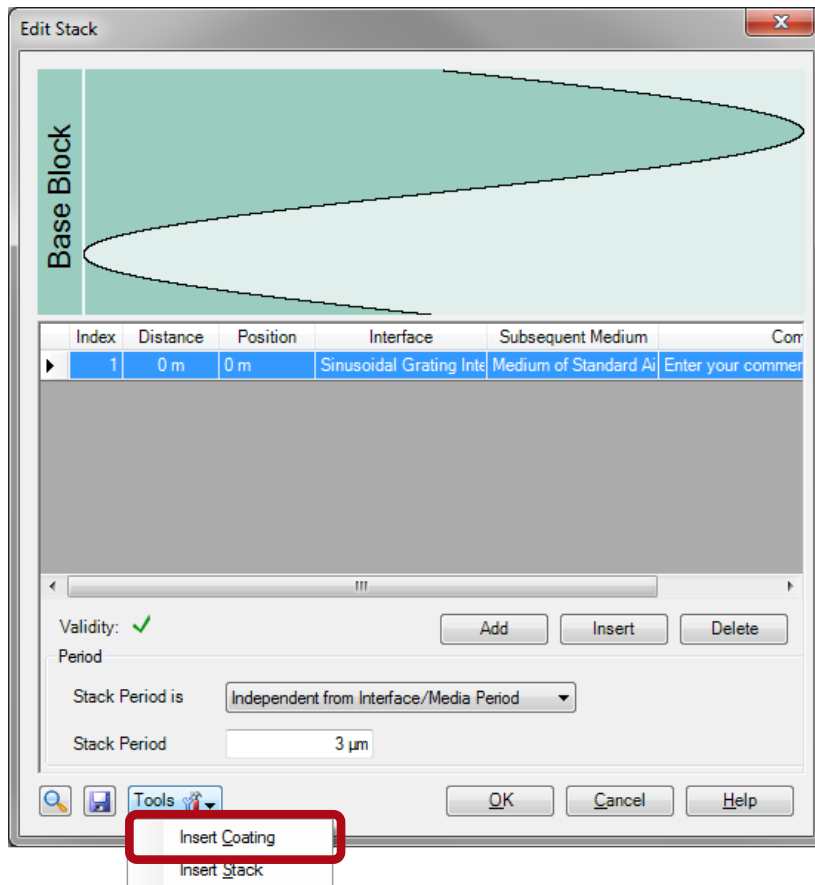 Edit Stack
Base Block
Index Distance Position Interface Subsequent Medium Com
1 0 m 0 m Sinusoidal Grating Inte Medium of Standard Ai Enter your commen
Validity:
Add Insert Delete
Period
Stack Period is Independent from Interface/Media Period
Stack Period 3 µm
Tools OK Cancel Help
Insert Coating
Insert Stack